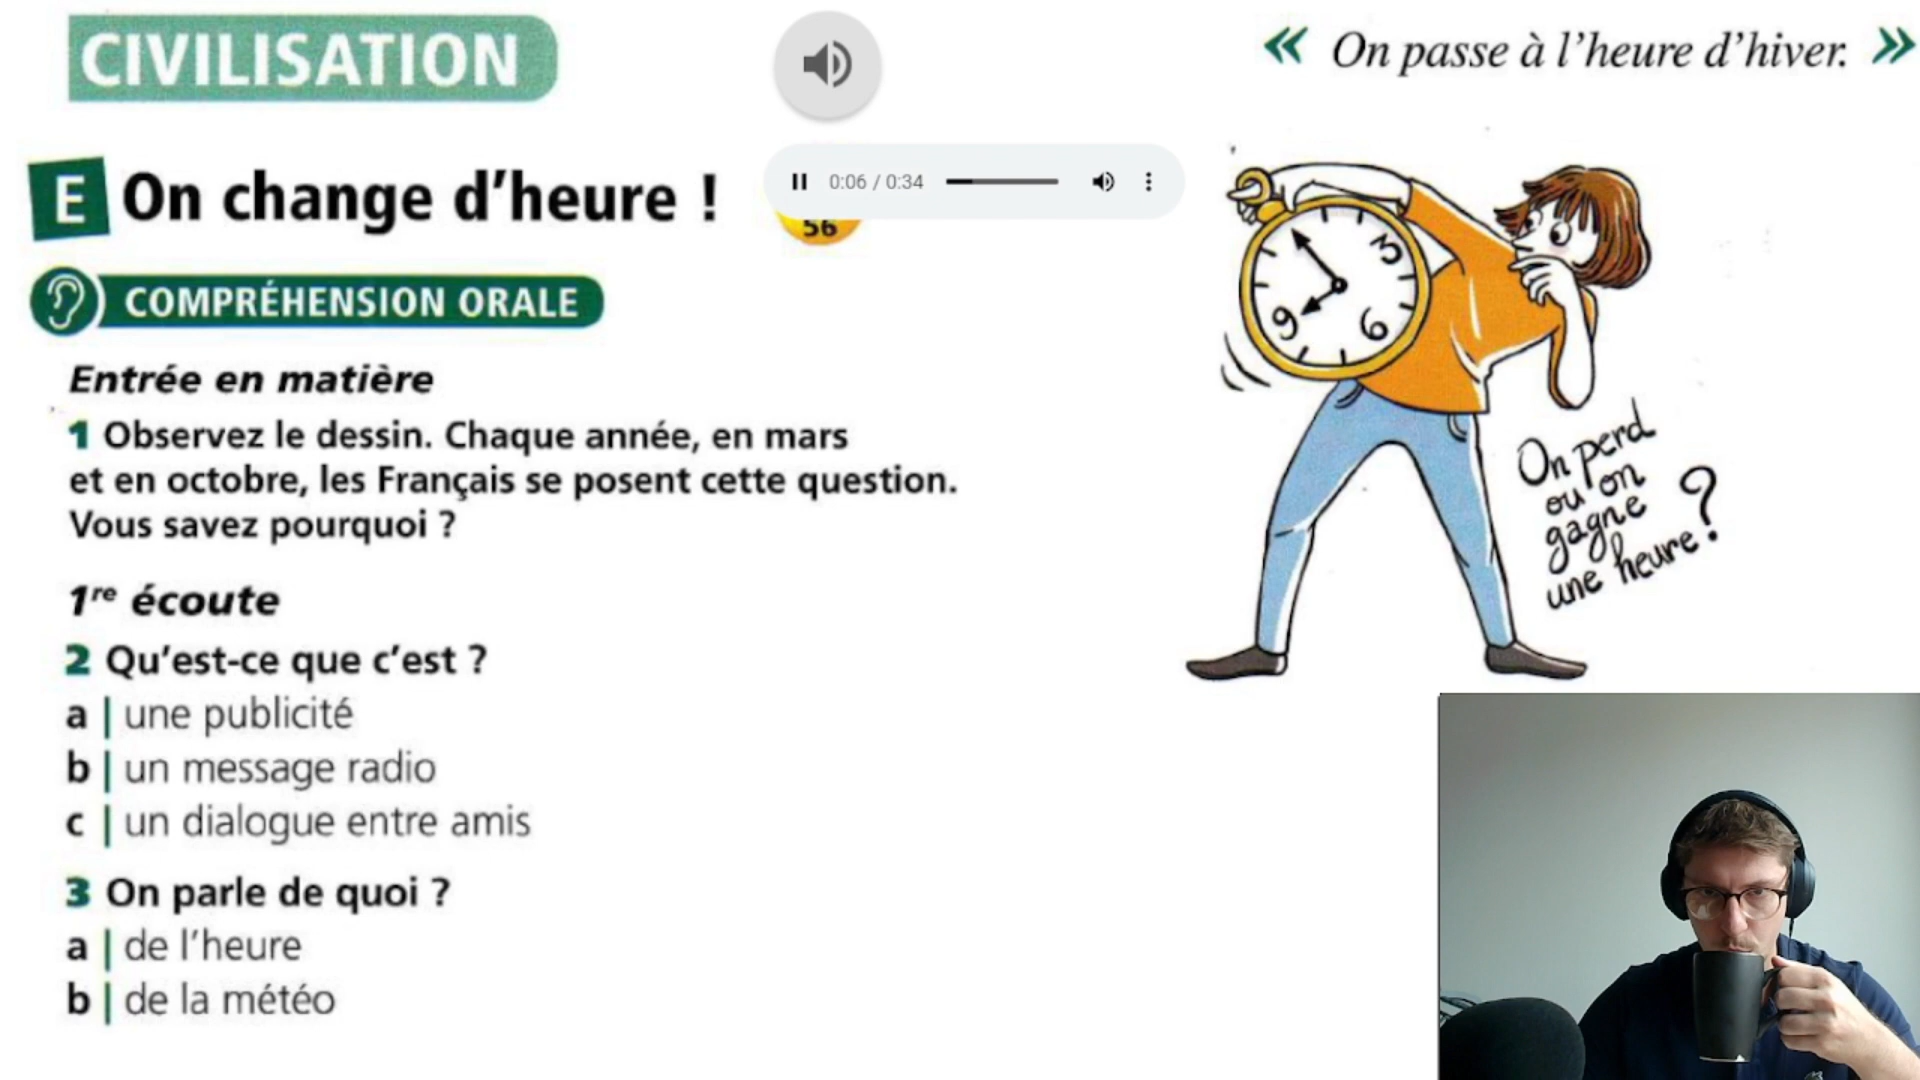 CIVILISATION
« On passe à l'heure d'hiver. »
E On change d'heure !
0:06 / 0:34
56
COMPRÉHENSION ORALE
Entrée en matière
1 Observez le dessin. Chaque année, en mars
et en octobre, les Français se posent cette question.
Vous savez pourquoi ?
3
6
9
On perd
ou on
gagne
une heure ?
1re écoute
2 Qu'est-ce que c'est ?
a | une publicité
b | un message radio
c | un dialogue entre amis
3 On parle de quoi ?
a | de l'heure
b | de la météo